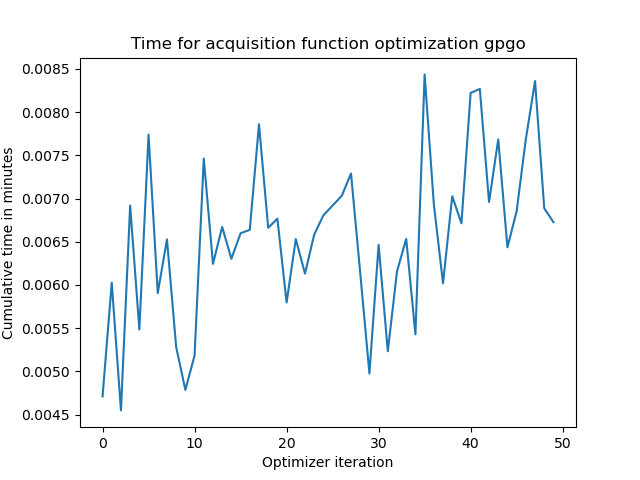 Time for acquisition function optimization gpgo
Cumulative time in minutes
0.0085
0.0080
0.0075
0.0070
0.0065
0.0060
0.0055
0.0050
0.0045
0 10 20 30 40 50
Optimizer iteration